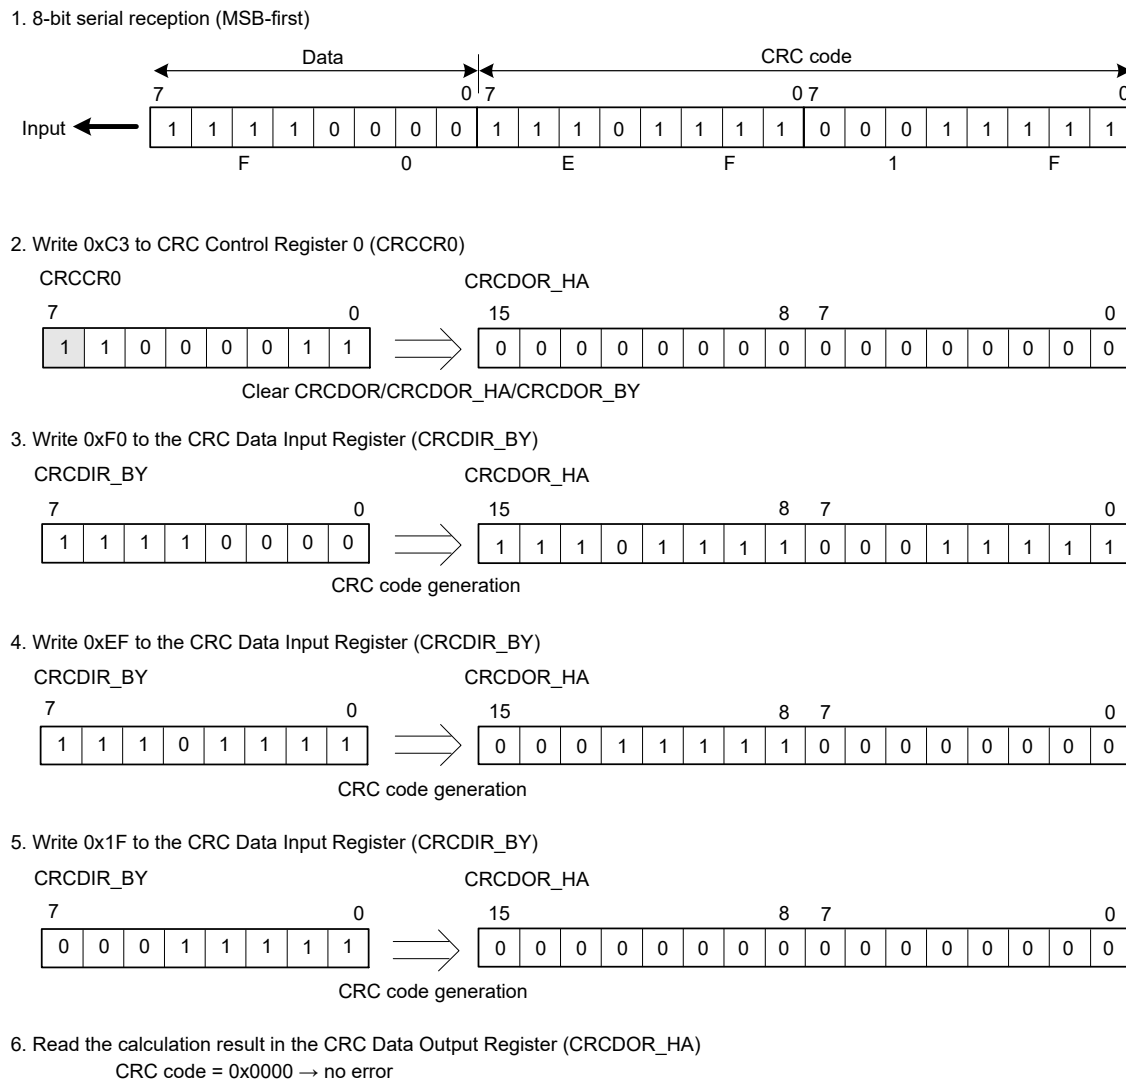 1. 8-bit serial reception (MSB-first)
Data CRC code
7 0 7 0 7 0
Input 1 1 1 1 0 0 0 0 1 1 1 0 1 1 1 1 0 0 0 1 1 1 1 1
F 0 E F 1 F
2. Write 0xC3 to CRC Control Register 0 (CRCCR0)
CRCCR0 CRCDOR_HA
7 0 15 8 7 0
1 1 0 0 0 0 1 1 0 0 0 0 0 0 0 0 0 0 0 0 0 0 0 0
Clear CRCDOR/CRCDOR_HA/CRCDOR_BY
3. Write 0xF0 to the CRC Data Input Register (CRCDIR_BY)
CRCDIR_BY CRCDOR_HA
7 0 15 8 7 0
1 1 1 1 0 0 0 0 1 1 1 0 1 1 1 1 0 0 0 1 1 1 1 1
CRC code generation
4. Write 0xEF to the CRC Data Input Register (CRCDIR_BY)
CRCDIR_BY CRCDOR_HA
7 0 15 8 7 0
1 1 1 0 1 1 1 1 0 0 0 1 1 1 1 1 0 0 0 0 0 0 0 0
CRC code generation
5. Write 0x1F to the CRC Data Input Register (CRCDIR_BY)
CRCDIR_BY CRCDOR_HA
7 0 15 8 7 0
0 0 0 1 1 1 1 1 0 0 0 0 0 0 0 0 0 0 0 0 0 0 0 0
CRC code generation
6. Read the calculation result in the CRC Data Output Register (CRCDOR_HA)
CRC code = 0x0000 → no error